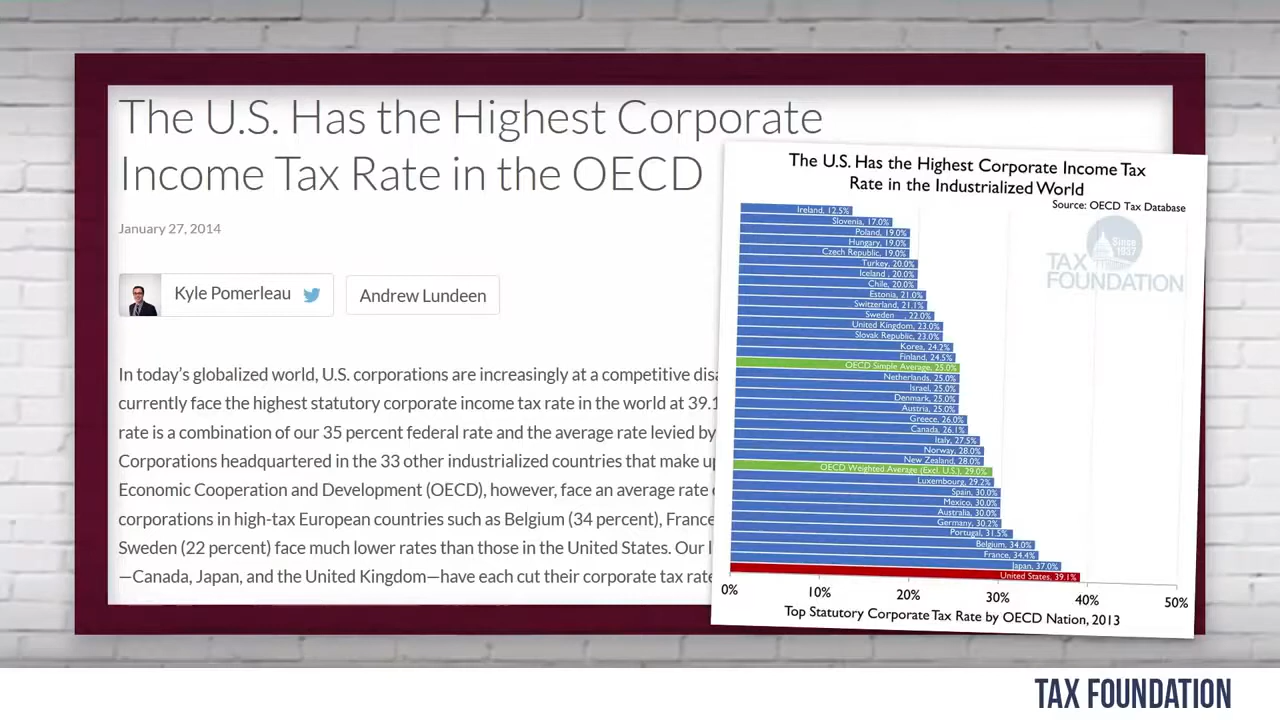 The U.S. Has the Highest Corporate
Income Tax Rate in the OECD
January 27, 2014
Kyle Pomerleau
Andrew Lundeen
In today's globalized world, U.S. corporations are increasingly at a competitive
currently face the highest statutory corporate income tax rate in the world at 39.1
rate is a combination of our 35 percent federal rate and the average rate levied by
Corporations headquartered in the 33 other industrialized countries that make
Economic Cooperation and Development (OECD), however, face an average rate
corporations in high-tax European countries such as Belgium (34 percent), France
Sweden (22 percent) face much lower rates than those in the United States. Our
—Canada, Japan, and the United Kingdom—have each cut their corporate tax rate
The U.S. Has the Highest Corporate Income Tax
Rate in the Industrialized World
Source: OECD Tax Database
Since
1937
TAX
FOUNDATION
Ireland, 12.5%
Slovenia, 17.0%
Poland, 19.0%
Hungary, 19.0%
Czech Republic, 19.0%
Turkey, 20.0%
Iceland , 20.0%
Chile, 20.0%
Estonia, 21.0%
Switzerland, 21.1%
Sweden , 22.0%
United Kingdom, 23.0%
Slovak Republic, 23.0%
Korea, 24.2%
Finland, 24.5%
OECD Simple Average, 25.0%
Netherlands, 25.0%
Israel, 25.0%
Denmark, 25.0%
Austria, 25.0%
Greece, 26.0%
Canada, 26.1%
Italy, 27.5%
Norway, 28.0%
New Zealand, 28.0%
OECD Weighted Average (Excl. U.S.), 29.0%
Luxembourg, 29.2%
Spain, 30.0%
Mexico, 30.0%
Australia, 30.0%
Germany, 30.2%
Portugal, 31.5%
Belgium, 34.0%
France, 34.4%
Japan, 37.0%
United States, 39.1%
0% 10% 20% 30% 40% 50%
Top Statutory Corporate Tax Rate by OECD Nation, 2013
TAX FOUNDATION